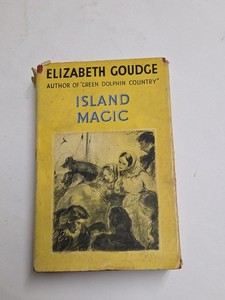 ELIZABETH GOUDGE
AUTHOR OF "GREEN DOLPHIN COUNTRY"
ISLAND
MAGIC